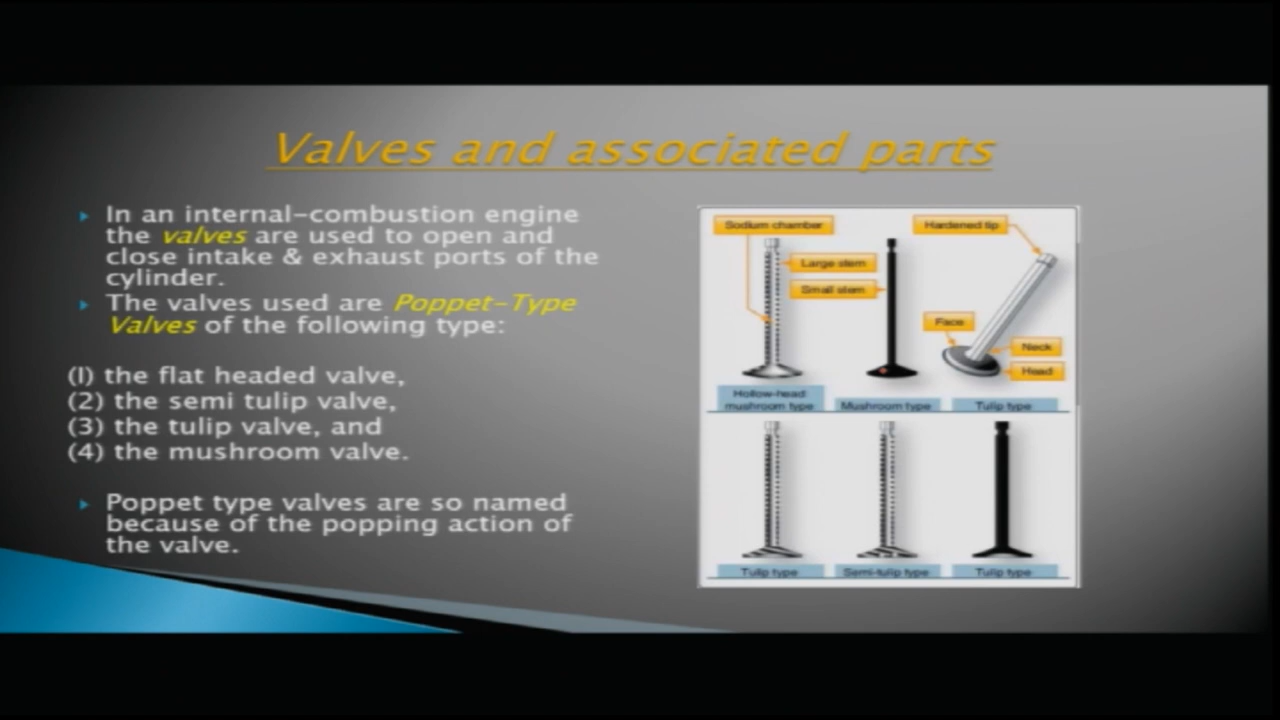 Valves and associated parts
In an internal-combustion engine
the valves are used to open and
close intake & exhaust ports of the
cylinder.
The valves used are Poppet-Type
Valves of the following type:
(I) the flat headed valve,
(2) the semi tulip valve,
(3) the tulip valve, and
(4) the mushroom valve.
Poppet type valves are so named
because of the popping action of
the valve.
Sodium chamber
Hardened tip
Large stem
Small stem
Face
Neck
Head
Hollow-head
mushroom type
Mushroom type
Tulip type
Tulip type
Semi-tulip type
Tulip type